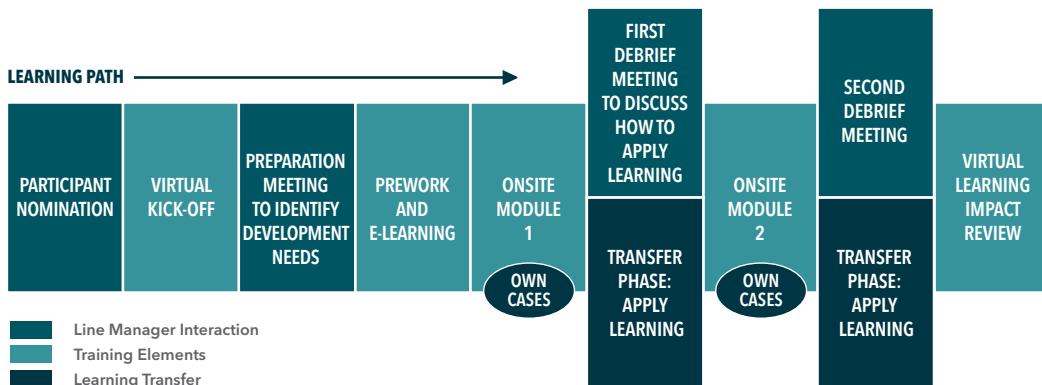 LEARNING PATH
PARTICIPANT
NOMINATION
VIRTUAL
KICK-OFF
PREPARATION
MEETING
TO IDENTIFY
DEVELOPMENT
NEEDS
PREWORK
AND
E-LEARNING
ONSITE
MODULE
1
OWN
CASES
FIRST
DEBRIEF
MEETING
TO DISCUSS
HOW TO
APPLY
LEARNING
TRANSFER
PHASE:
APPLY
LEARNING
ONSITE
MODULE
2
OWN
CASES
SECOND
DEBRIEF
MEETING
TRANSFER
PHASE:
APPLY
LEARNING
VIRTUAL
LEARNING
IMPACT
REVIEW
Line Manager Interaction
Training Elements
Learning Transfer